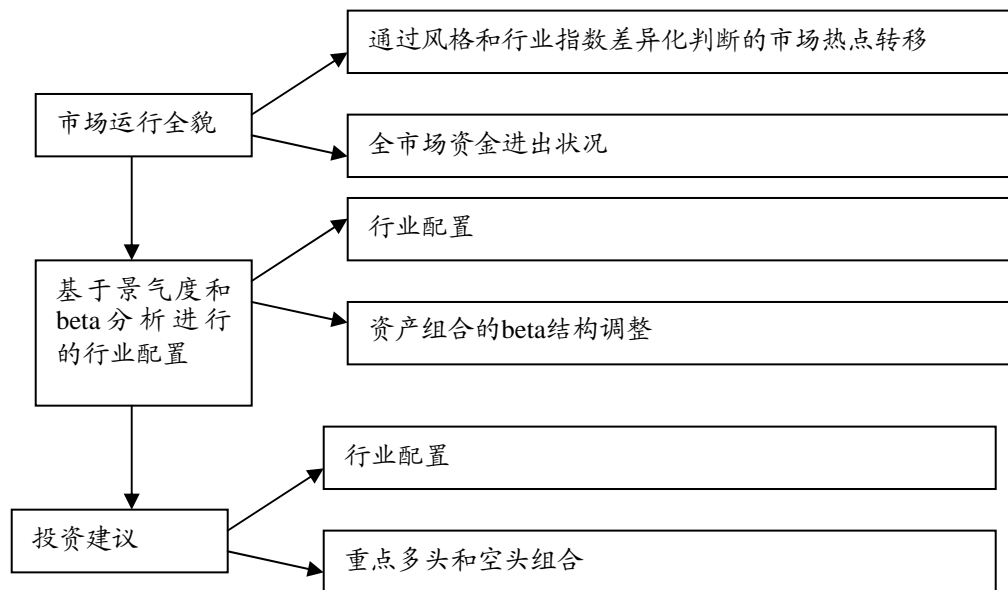 通过风格和行业指数差异化判断的市场热点转移
市场运行全貌
全市场资金进出状况
行业配置
基于景气度和
beta分析进行
的行业配置
资产组合的beta结构调整
行业配置
投资建议
重点多头和空头组合